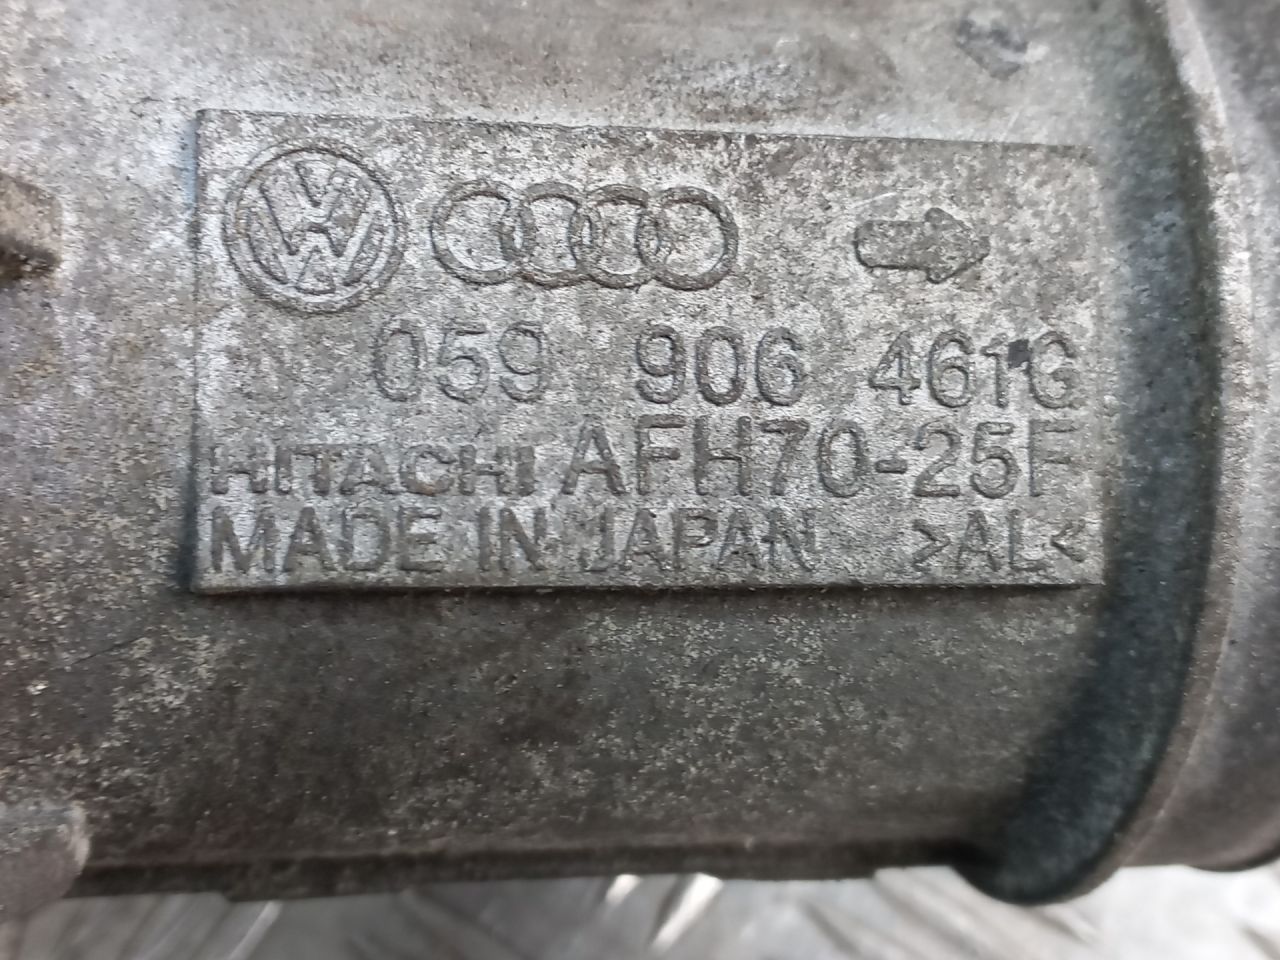 059 906 461G
HITACHI AFH70-25F
MADE IN JAPAN >AL<